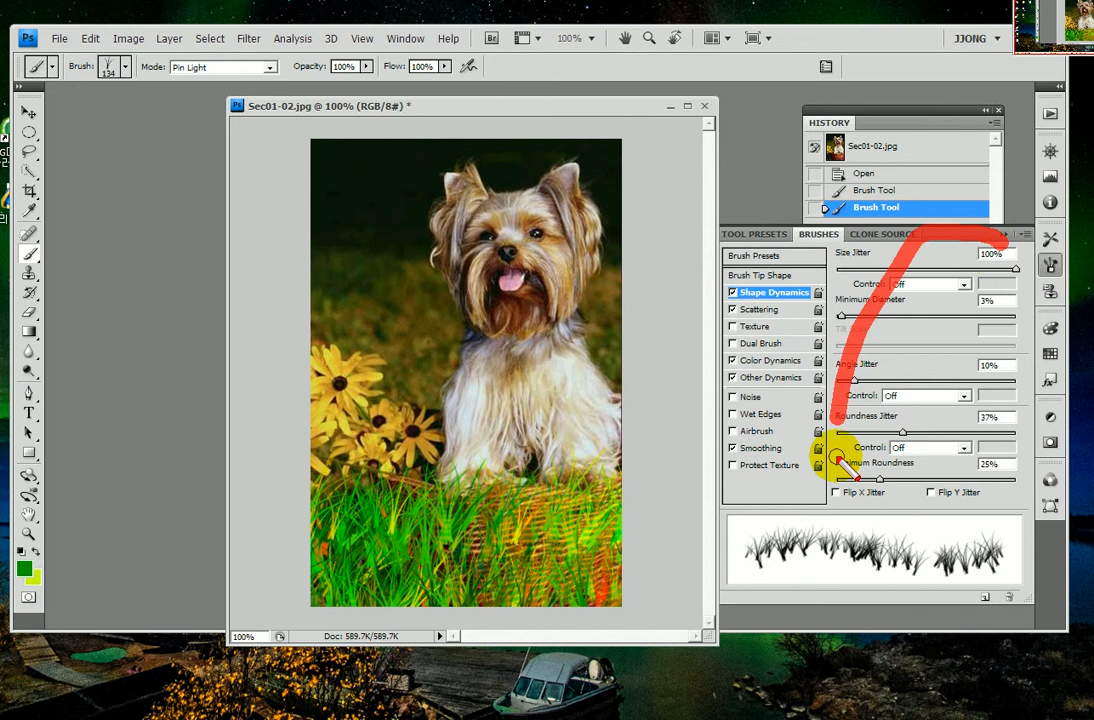 Ps File Edit Image Layer Select Filter Analysis 3D View Window Help Br 100% JJONG
Brush: 134 Mode: Pin Light Opacity: 100% Flow: 100%
Sec01-02.jpg @ 100% (RGB/8#) *
HISTORY
Sec01-02.jpg
Open
Brush Tool
Brush Tool
TOOL PRESETS BRUSHES CLONE SOURCE
Brush Presets
Brush Tip Shape
Shape Dynamics
Scattering
Texture
Dual Brush
Color Dynamics
Other Dynamics
Noise
Wet Edges
Airbrush
Smoothing
Protect Texture
Size Jitter 100%
Control: Off
Minimum Diameter 3%
Angle Jitter 10%
Control: Off
Roundness Jitter 37%
Control: Off
Minimum Roundness 25%
Flip X Jitter Flip Y Jitter
100% Doc: 589.7K/589.7K